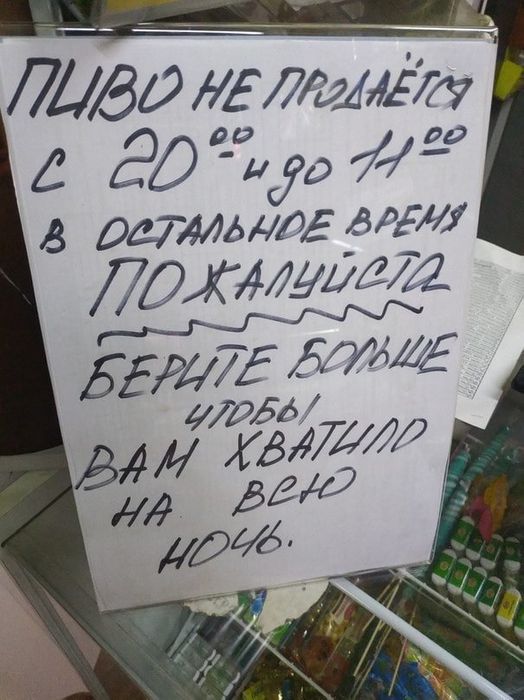 ПИВО НЕ ПРОДАЁТСЯ
С 20⁰⁰ и до 11⁰⁰
В ОСТАЛЬНОЕ ВРЕМЯ
ПОЖАЛУЙСТА
БЕРИТЕ БОЛЬШЕ
ЧТОБЫ
ВАМ ХВАТИЛО
НА ВСЮ
НОЧЬ.